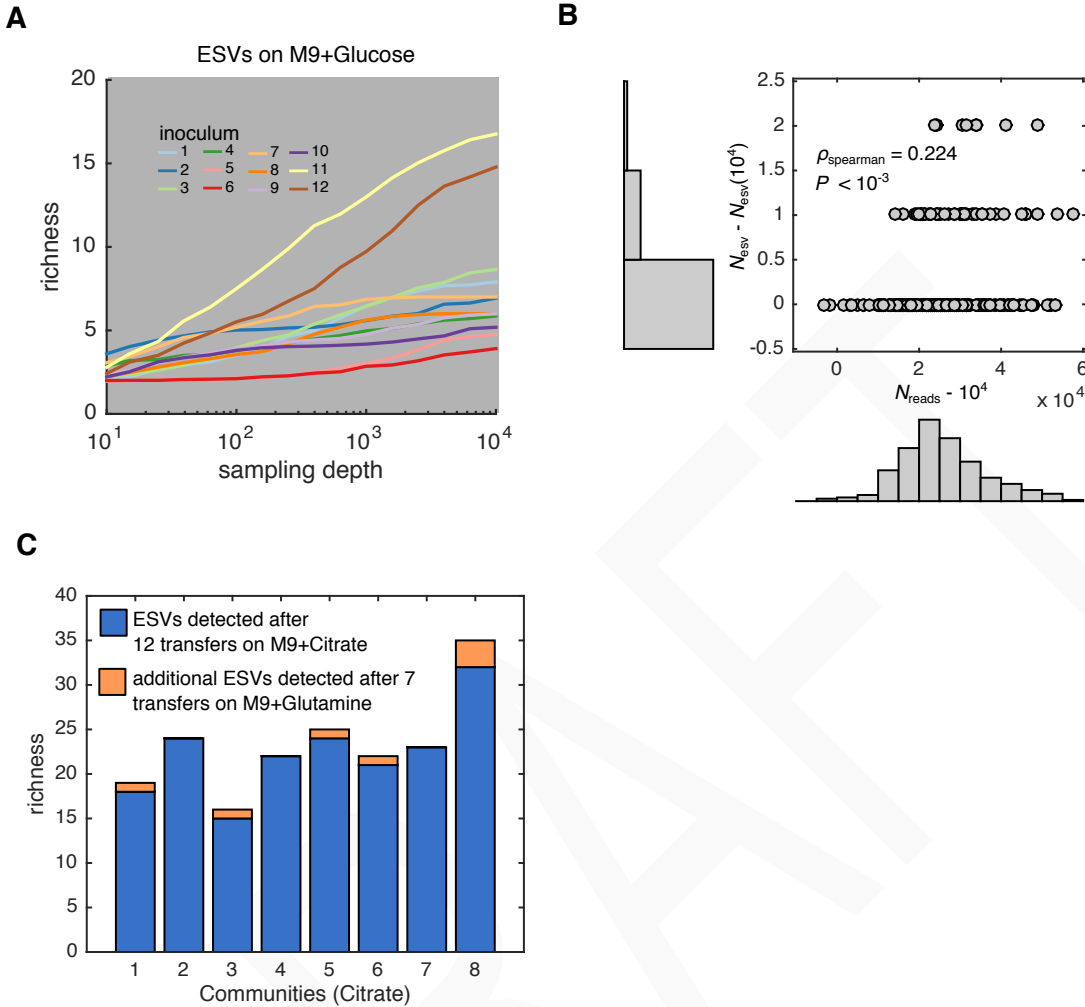 A
ESVs on M9+Glucose
20
15
10
5
0
richness
inoculum
1 4 7 10
2 5 8 11
3 6 9 12
10^1 10^2 10^3 10^4
sampling depth
B
2.5
2
1.5
1
0.5
0
-0.5
N_esv - N_esv(10^4)
ρ_spearman = 0.224
P < 10^-3
0 2 4 6
N_reads - 10^4
x 10^4
C
40
35
30
25
20
15
10
5
0
richness
ESVs detected after
12 transfers on M9+Citrate
additional ESVs detected after 7
transfers on M9+Glutamine
1 2 3 4 5 6 7 8
Communities (Citrate)